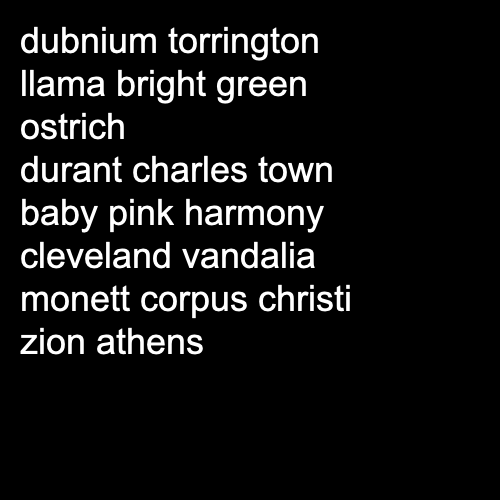 dubnium torrington
llama bright green
ostrich
durant charles town
baby pink harmony
cleveland vandalia
monett corpus christi
zion athens